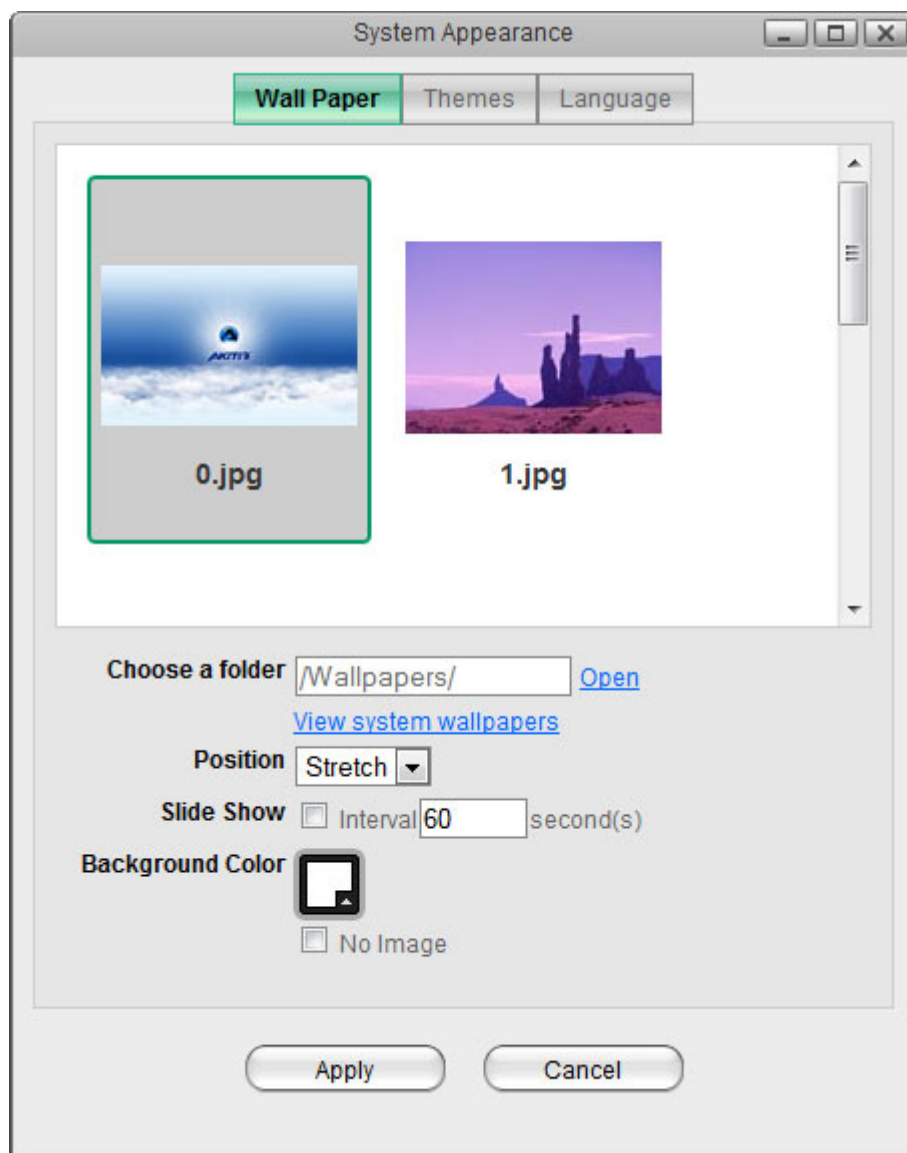 System Appearance
Wall Paper Themes Language
AKiTiO
0.jpg 1.jpg
Choose a folder /Wallpapers/ Open
View system wallpapers
Position Stretch
Slide Show Interval 60 second(s)
Background Color
No Image
Apply Cancel